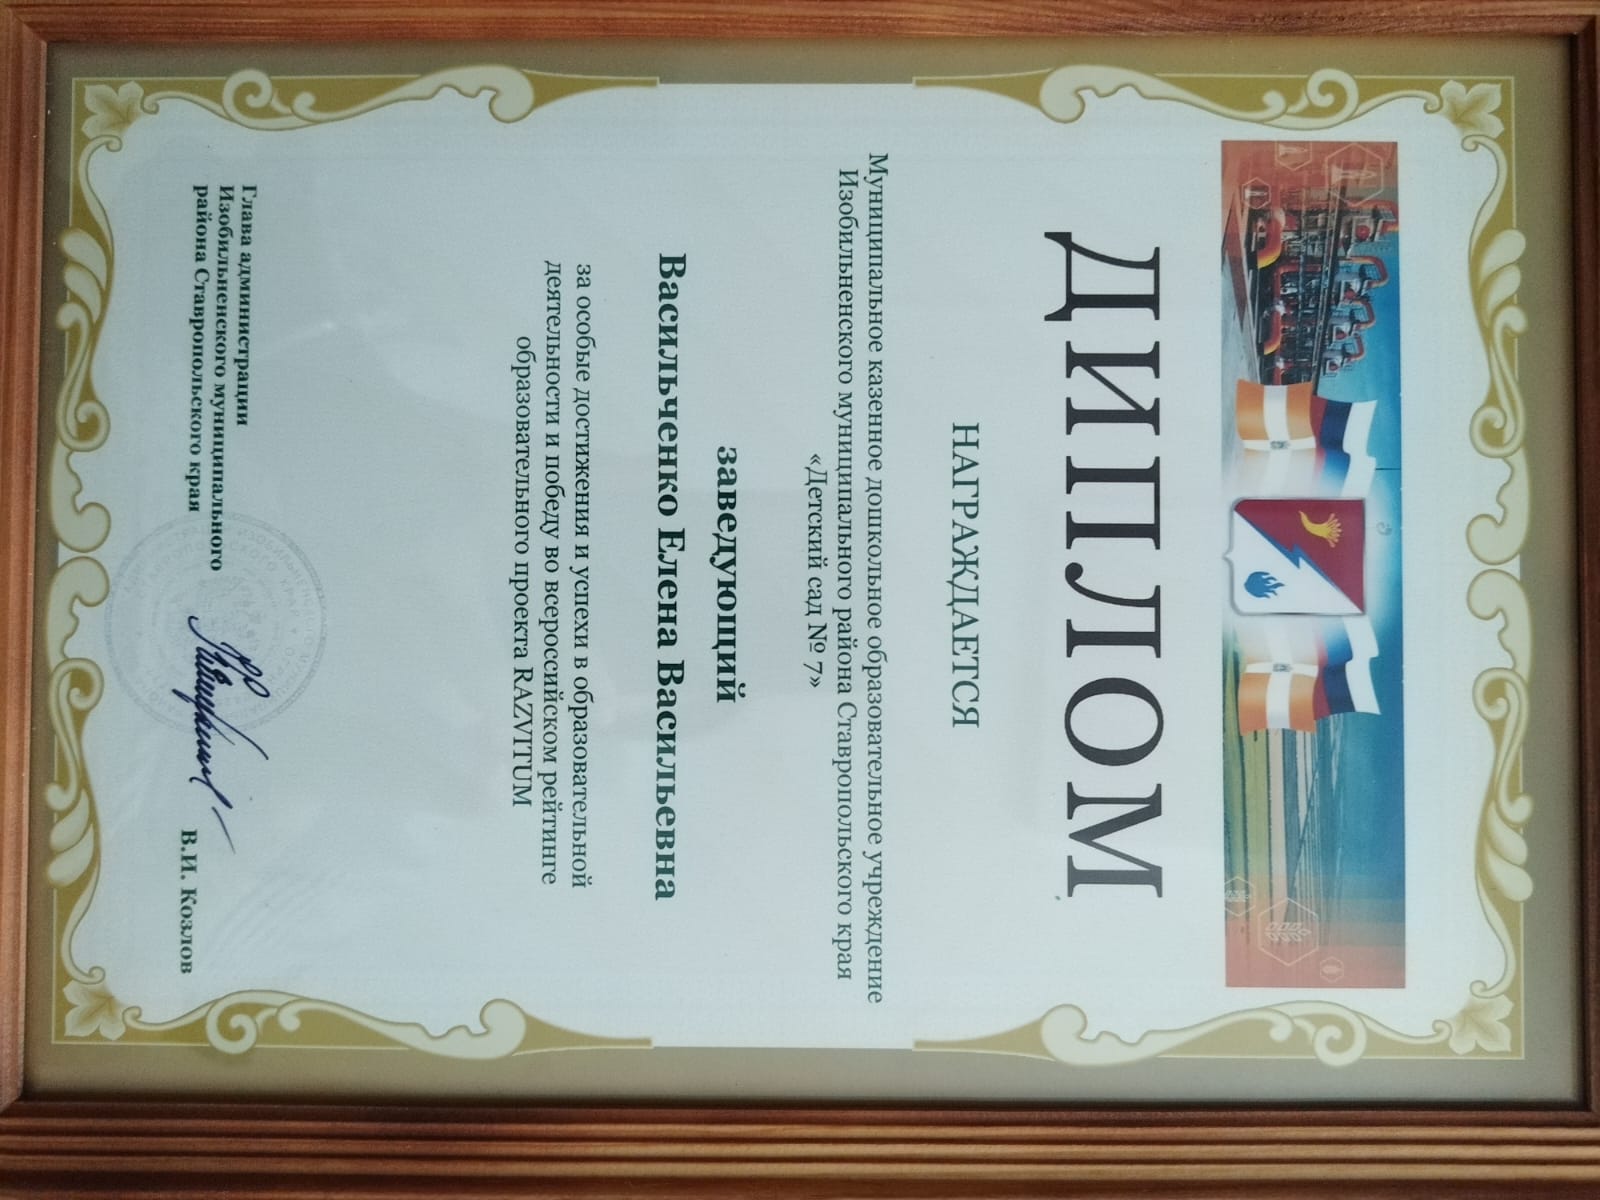 ДИПЛОМ
НАГРАЖДАЕТСЯ
Муниципальное казенное дошкольное образовательное учреждение
Изобильненского муниципального района Ставропольского края
«Детский сад № 7»
заведующий
Васильченко Елена Васильевна
за особые достижения и успехи в образовательной
деятельности и победу во всероссийском рейтинге
образовательного проекта RAZVITUM
Глава администрации
Изобильненского муниципального
района Ставропольского края
В.И. Козлов